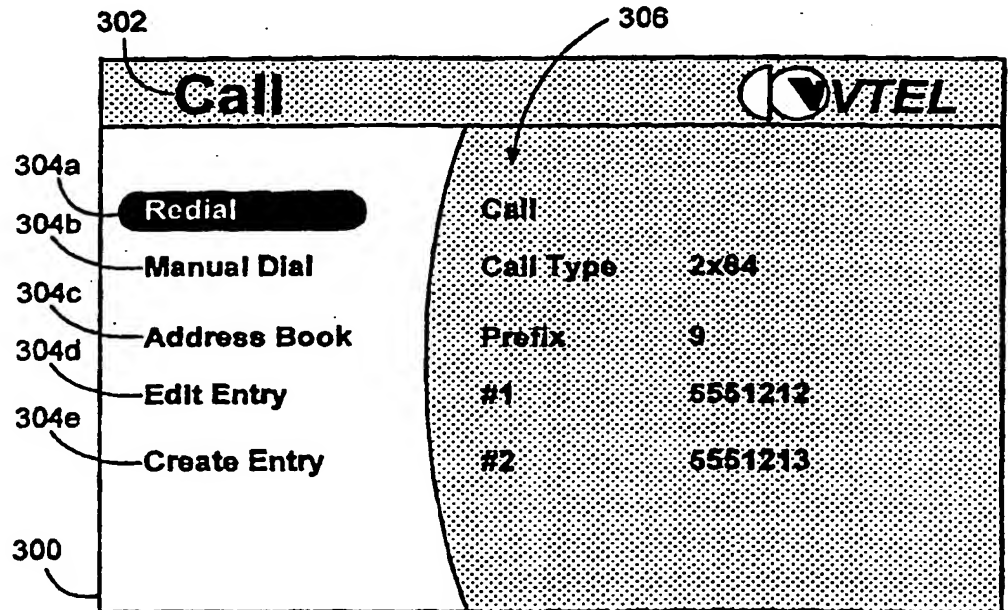 302 306
Call VTEL
304a
Redial Call
304b
Manual Dial Call Type 2x64
304c
Address Book Prefix 9
304d
Edit Entry #1 5551212
304e
Create Entry #2 5551213
300